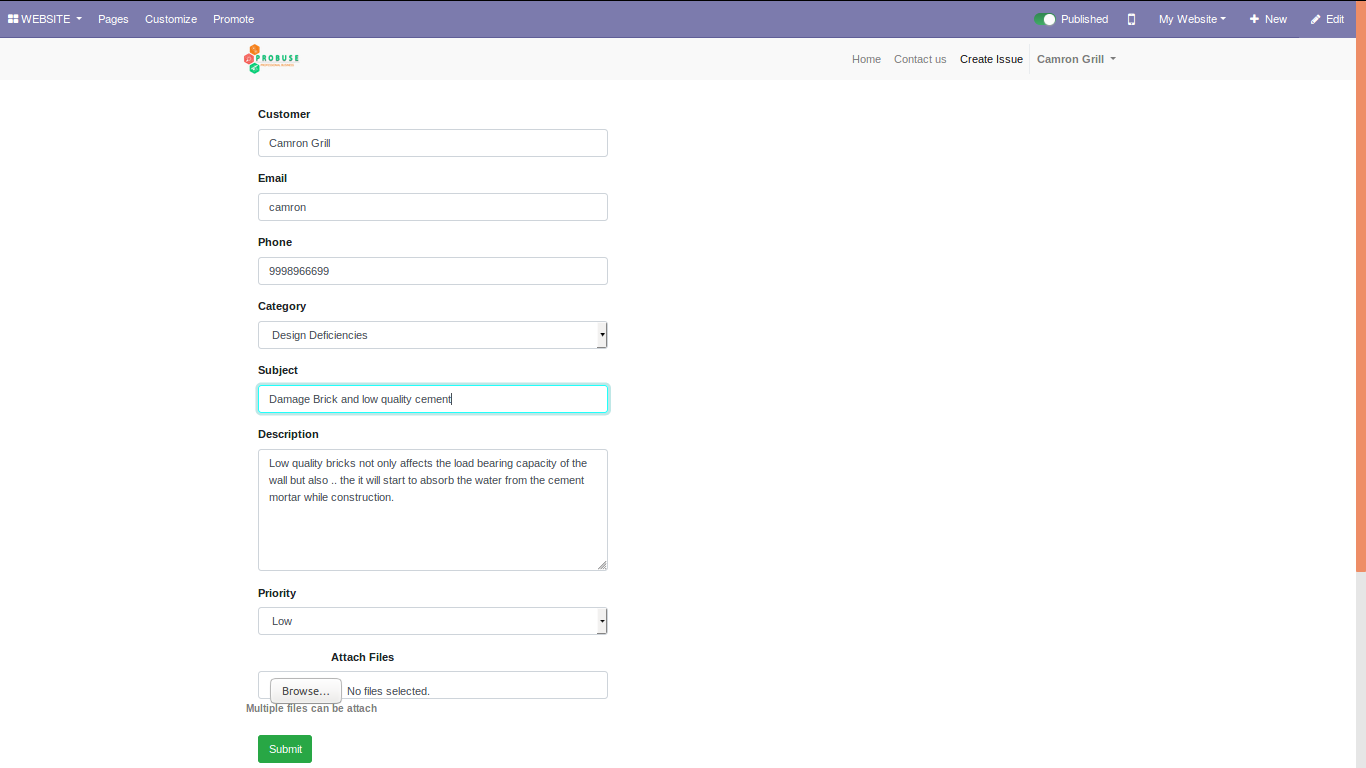 WEBSITE Pages Customize Promote Published My Website New Edit
PROBUSE Home Contact us Create Issue Camron Grill
Customer
Camron Grill
Email
camron
Phone
9998966699
Category
Design Deficiencies
Subject
Damage Brick and low quality cement
Description
Low quality bricks not only affects the load bearing capacity of the
wall but also .. the it will start to absorb the water from the cement
mortar while construction.
Priority
Low
Attach Files
Browse... No files selected.
Multiple files can be attach
Submit